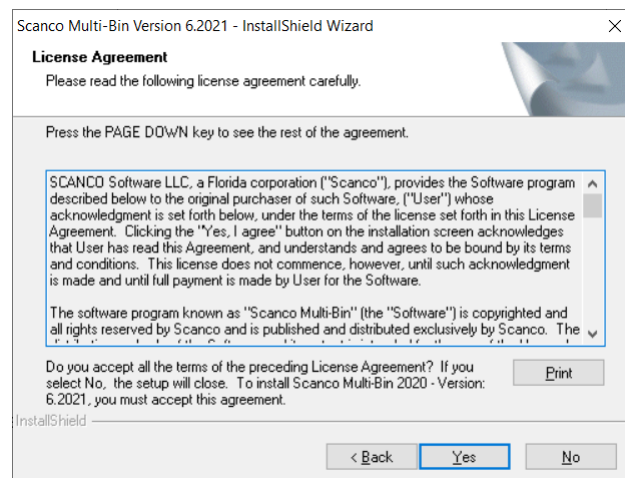 Scanco Multi-Bin Version 6.2021 - InstallShield Wizard
License Agreement
Please read the following license agreement carefully.
Press the PAGE DOWN key to see the rest of the agreement.
SCANCO Software LLC, a Florida corporation ("Scanco"), provides the Software program
described below to the original purchaser of such Software, ("User") whose
acknowledgment is set forth below, under the terms of the license set forth in this License
Agreement. Clicking the "Yes, I agree" button on the installation screen acknowledges
that User has read this Agreement, and understands and agrees to be bound by its terms
and conditions. This license does not commence, however, until such acknowledgment
is made and until full payment is made by User for the Software.
The software program known as "Scanco Multi-Bin" (the "Software") is copyrighted and
all rights reserved by Scanco and is published and distributed exclusively by Scanco. The
Do you accept all the terms of the preceding License Agreement? If you
select No, the setup will close. To install Scanco Multi-Bin 2020 - Version:
6.2021, you must accept this agreement.
Print
InstallShield
< Back
Yes
No